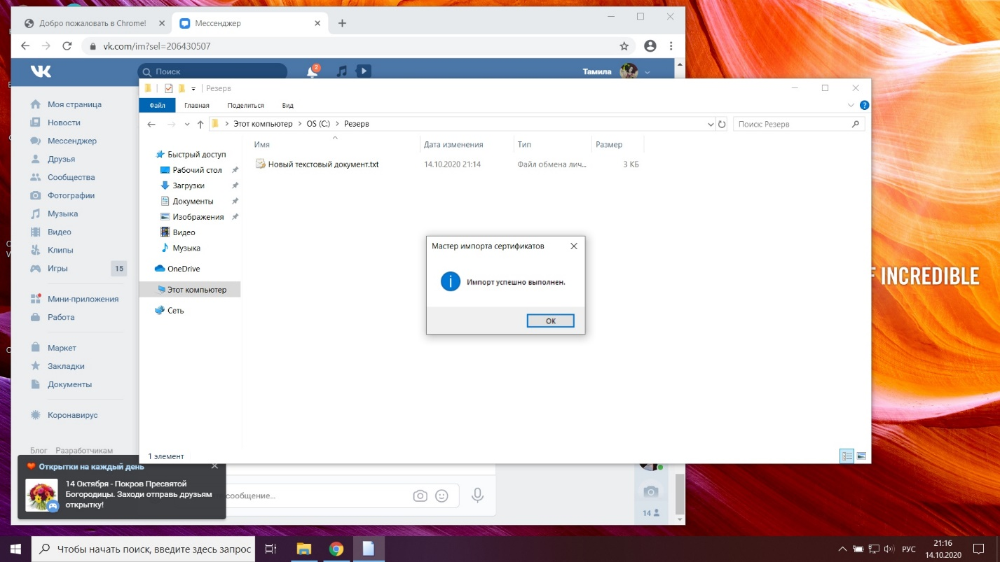 Добро пожаловать в Chrome!
Мессенджер
vk.com/im?sel=206430507
Поиск
2
Тамила
Резерв
Файл
Главная
Поделиться
Вид
Этот компьютер
OS (C:)
Резерв
Поиск: Резерв
Моя страница
Новости
Мессенджер
Друзья
Сообщества
Фотографии
Музыка
Видео
Клипы
Игры
15
Мини-приложения
Работа
Маркет
Закладки
Документы
Коронавирус
Блог Разработчикам
Быстрый доступ
Рабочий стол
Загрузки
Документы
Изображения
Видео
Музыка
OneDrive
Этот компьютер
Сеть
Имя
Дата изменения
Тип
Размер
Новый текстовый документ.txt
14.10.2020 21:14
Файл обмена лич...
3 КБ
Мастер импорта сертификатов
Импорт успешно выполнен.
ОК
INCREDIBLE
1 элемент
Открытки на каждый день
14 Октября - Покров Пресвятой
Богородицы. Заходи отправь друзьям
открытку!
сообщение...
14
Чтобы начать поиск, введите здесь запрос
РУС
21:16
14.10.2020